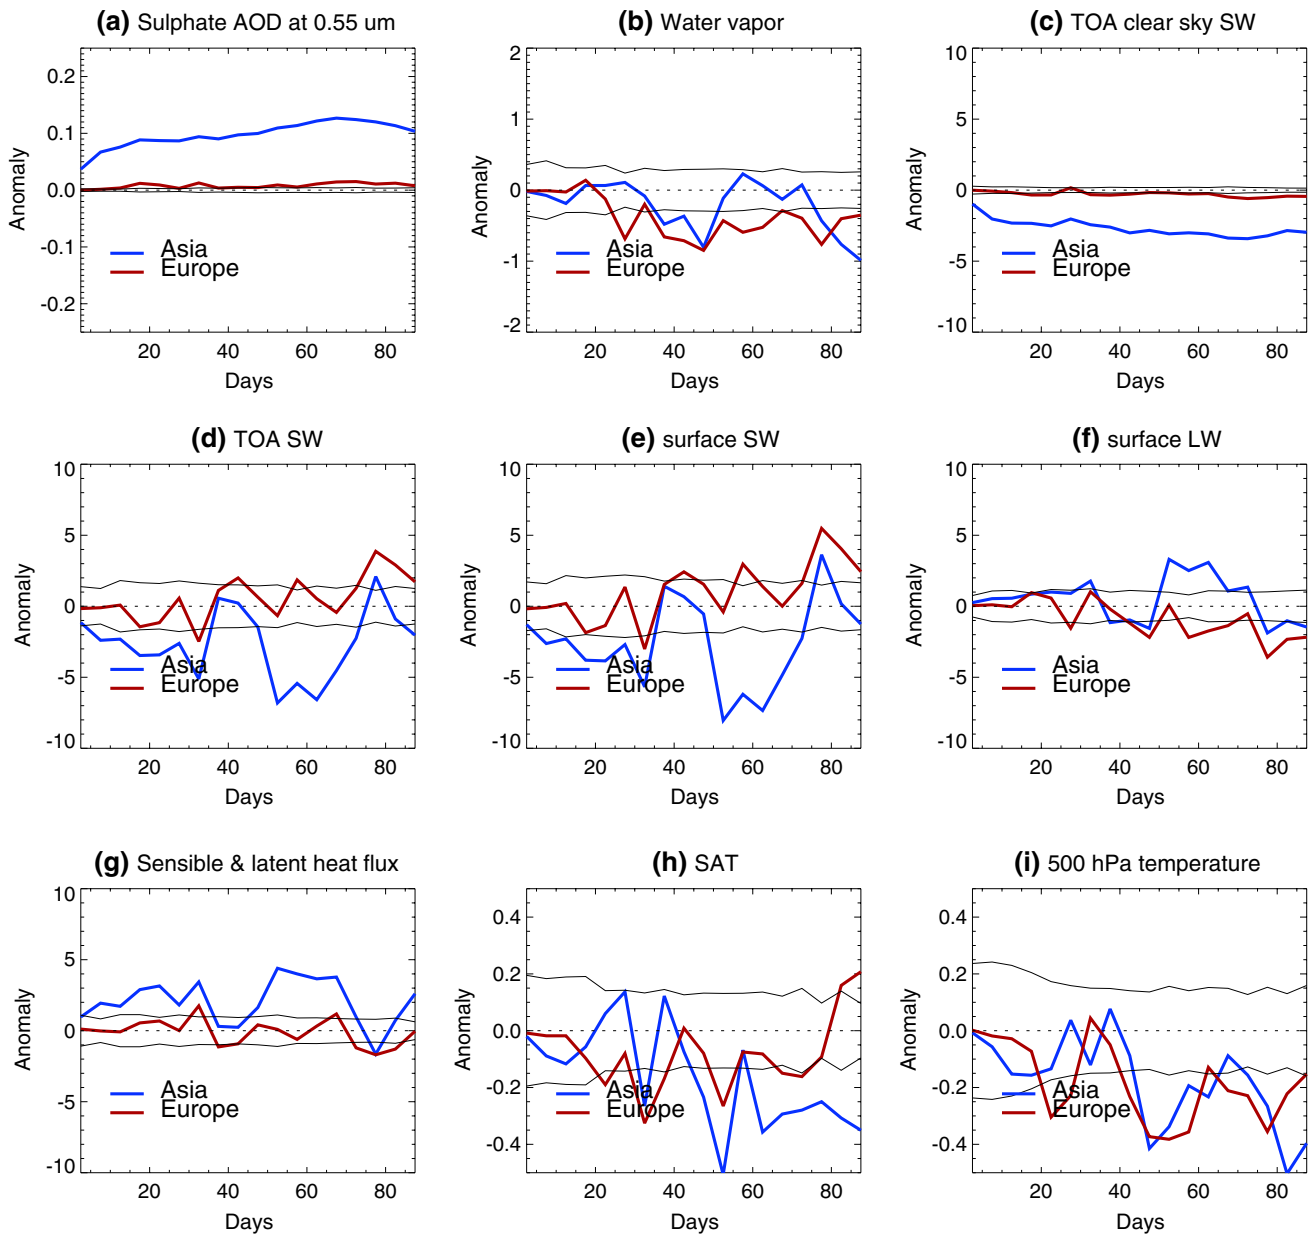 (a) Sulphate AOD at 0.55 um
0.2
0.1
0.0
-0.1
-0.2
Anomaly
Asia
Europe
20 40 60 80
Days
(b) Water vapor
2
1
0
-1
-2
Anomaly
Asia
Europe
20 40 60 80
Days
(c) TOA clear sky SW
10
5
0
-5
-10
Anomaly
Asia
Europe
20 40 60 80
Days
(d) TOA SW
10
5
0
-5
-10
Anomaly
Asia
Europe
20 40 60 80
Days
(e) surface SW
10
5
0
-5
-10
Anomaly
Asia
Europe
20 40 60 80
Days
(f) surface LW
10
5
0
-5
-10
Anomaly
Asia
Europe
20 40 60 80
Days
(g) Sensible & latent heat flux
10
5
0
-5
-10
Anomaly
Asia
Europe
20 40 60 80
Days
(h) SAT
0.4
0.2
0.0
-0.2
-0.4
Anomaly
Asia
Europe
20 40 60 80
Days
(i) 500 hPa temperature
0.4
0.2
0.0
-0.2
-0.4
Anomaly
Asia
Europe
20 40 60 80
Days